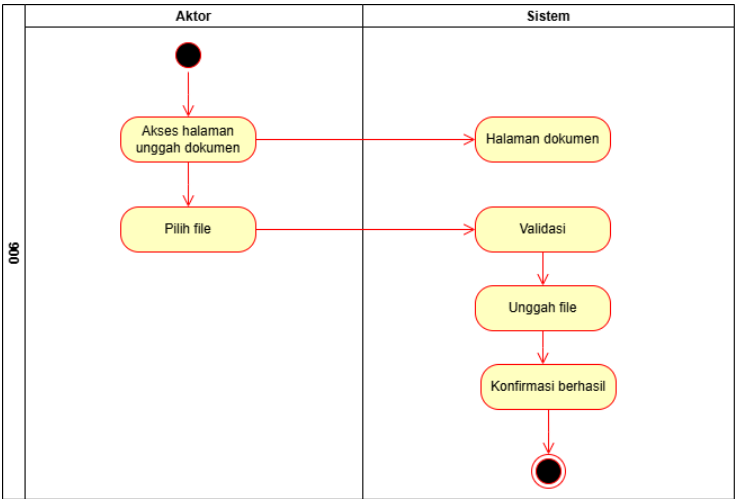 Aktor
Sistem
006
Akses halaman
unggah dokumen
Halaman dokumen
Pilih file
Validasi
Unggah file
Konfirmasi berhasil